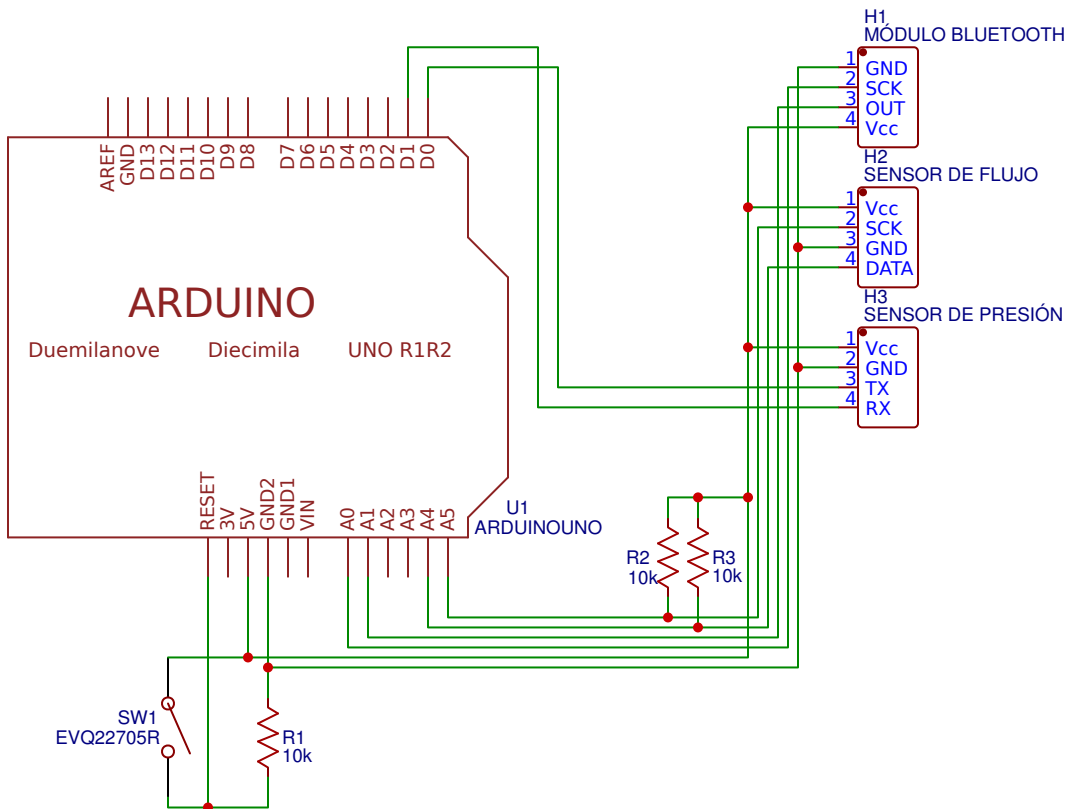 H1
MÓDULO BLUETOOTH
1 GND
2 SCK
3 OUT
4 Vcc
H2
SENSOR DE FLUJO
1 Vcc
2 SCK
3 GND
4 DATA
H3
SENSOR DE PRESIÓN
1 Vcc
2 GND
3 TX
4 RX
AREF GND D13 D12 D11 D10 D9 D8 D7 D6 D5 D4 D3 D2 D1 D0
ARDUINO
Duemilanove Diecimila UNO R1R2
RESET 3V 5V GND2 GND1 VIN A0 A1 A2 A3 A4 A5
U1
ARDUINOUNO
R2
10k
R3
10k
SW1
EVQ22705R
R1
10k